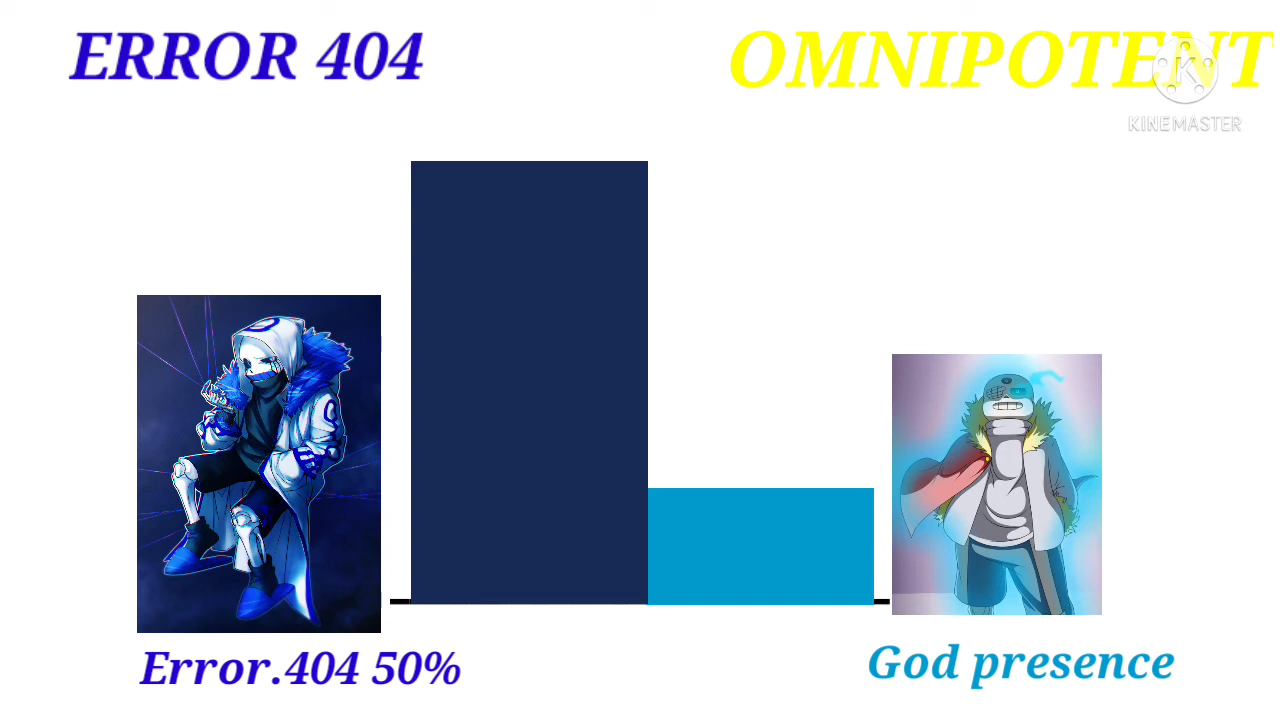 ERROR 404
OMNIPOTENT
KINEMASTER
Error.404 50%
God presence